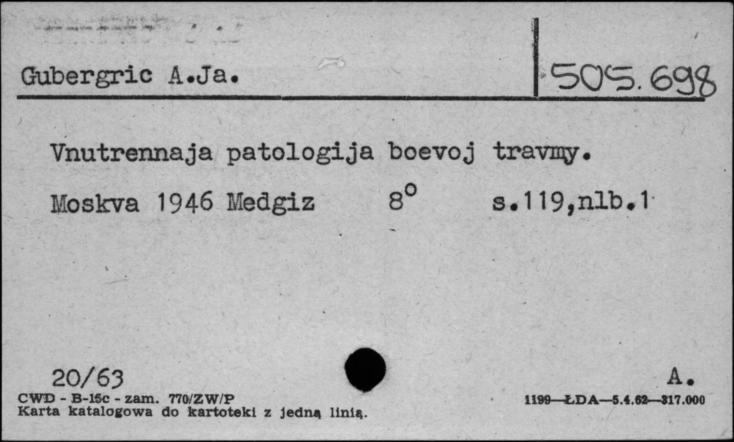 Gubergric A.Ja.
505.698
Vnutrennaja patologija boevoj travmy.
Moskva 1946 Medgiz 8° s.119,nlb.1
20/63
A.
CWD - B-15c - zam. 770/ZW/P
1199—ŁDA—5.4.62—317.000
Karta katalogowa do kartoteki z jedną linią.